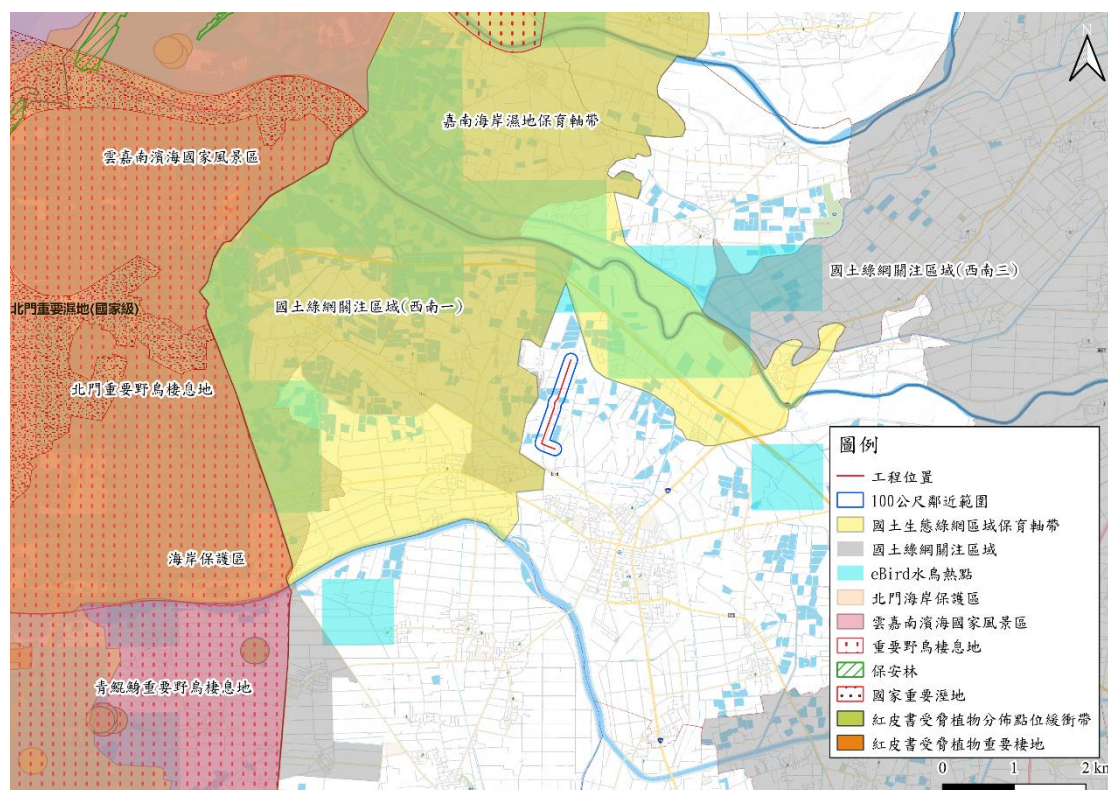 N
嘉南海岸濕地保育軸帶
雲嘉南濱海國家風景區
國土綠網關注區域(西南三)
國土綠網關注區域(西南一)
北門重要濕地(國家級)
北門重要野鳥棲息地
海岸保護區
青鯤鯓重要野鳥棲息地
圖例
工程位置
100公尺鄰近範圍
國土生態綠網區域保育軸帶
國土綠網關注區域
eBird水鳥熱點
北門海岸保護區
雲嘉南濱海國家風景區
重要野鳥棲息地
保安林
國家重要溼地
紅皮書受脅植物分佈點位緩衝帶
紅皮書受脅植物重要棲地
0 1 2 km